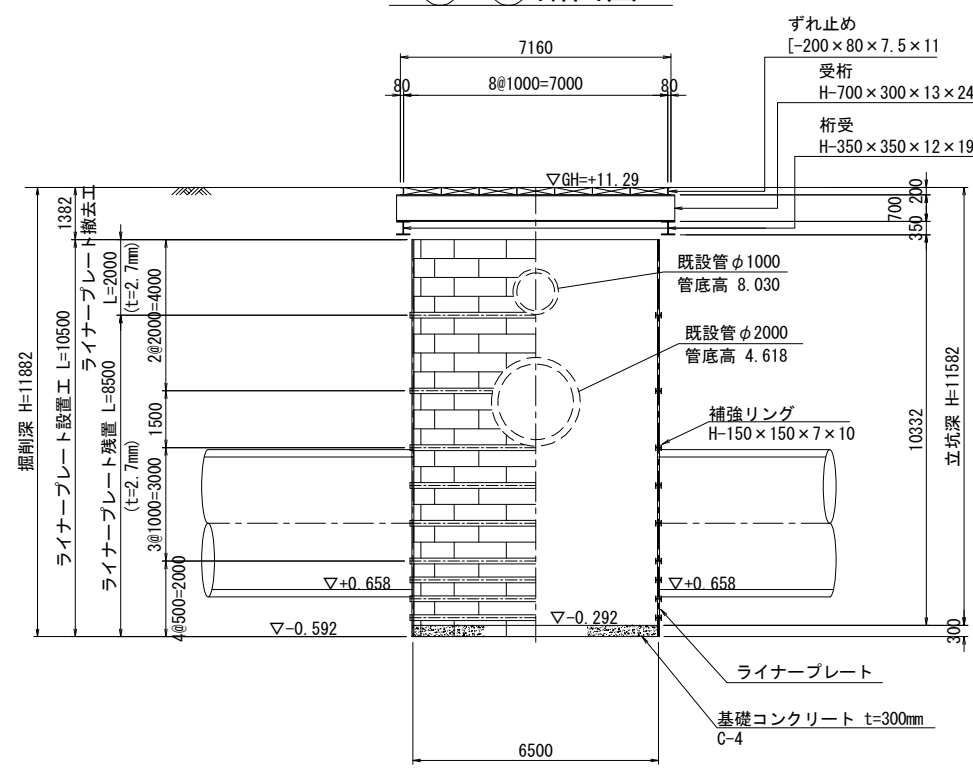 ずれ止め
[-200×80×7.5×11
受桁
H-700×300×13×24
桁受
H-350×350×12×19
7160
80
8@1000=7000
80
▽GH=+11.29
200
700
350
1382
ライナープレート撤去工
L=2000
(t=2.7mm)
2@2000=4000
既設管φ1000
管底高 8.030
既設管φ2000
管底高 4.618
掘削深 H=11882
ライナープレート設置工 L=10500
ライナープレート残置 L=8500
(t=2.7mm)
1500
3@1000=3000
4@500=2000
補強リング
H-150×150×7×10
10332
立坑深 H=11582
▽+0.658
▽+0.658
▽-0.592
▽-0.292
300
ライナープレート
基礎コンクリート t=300mm
C-4
6500